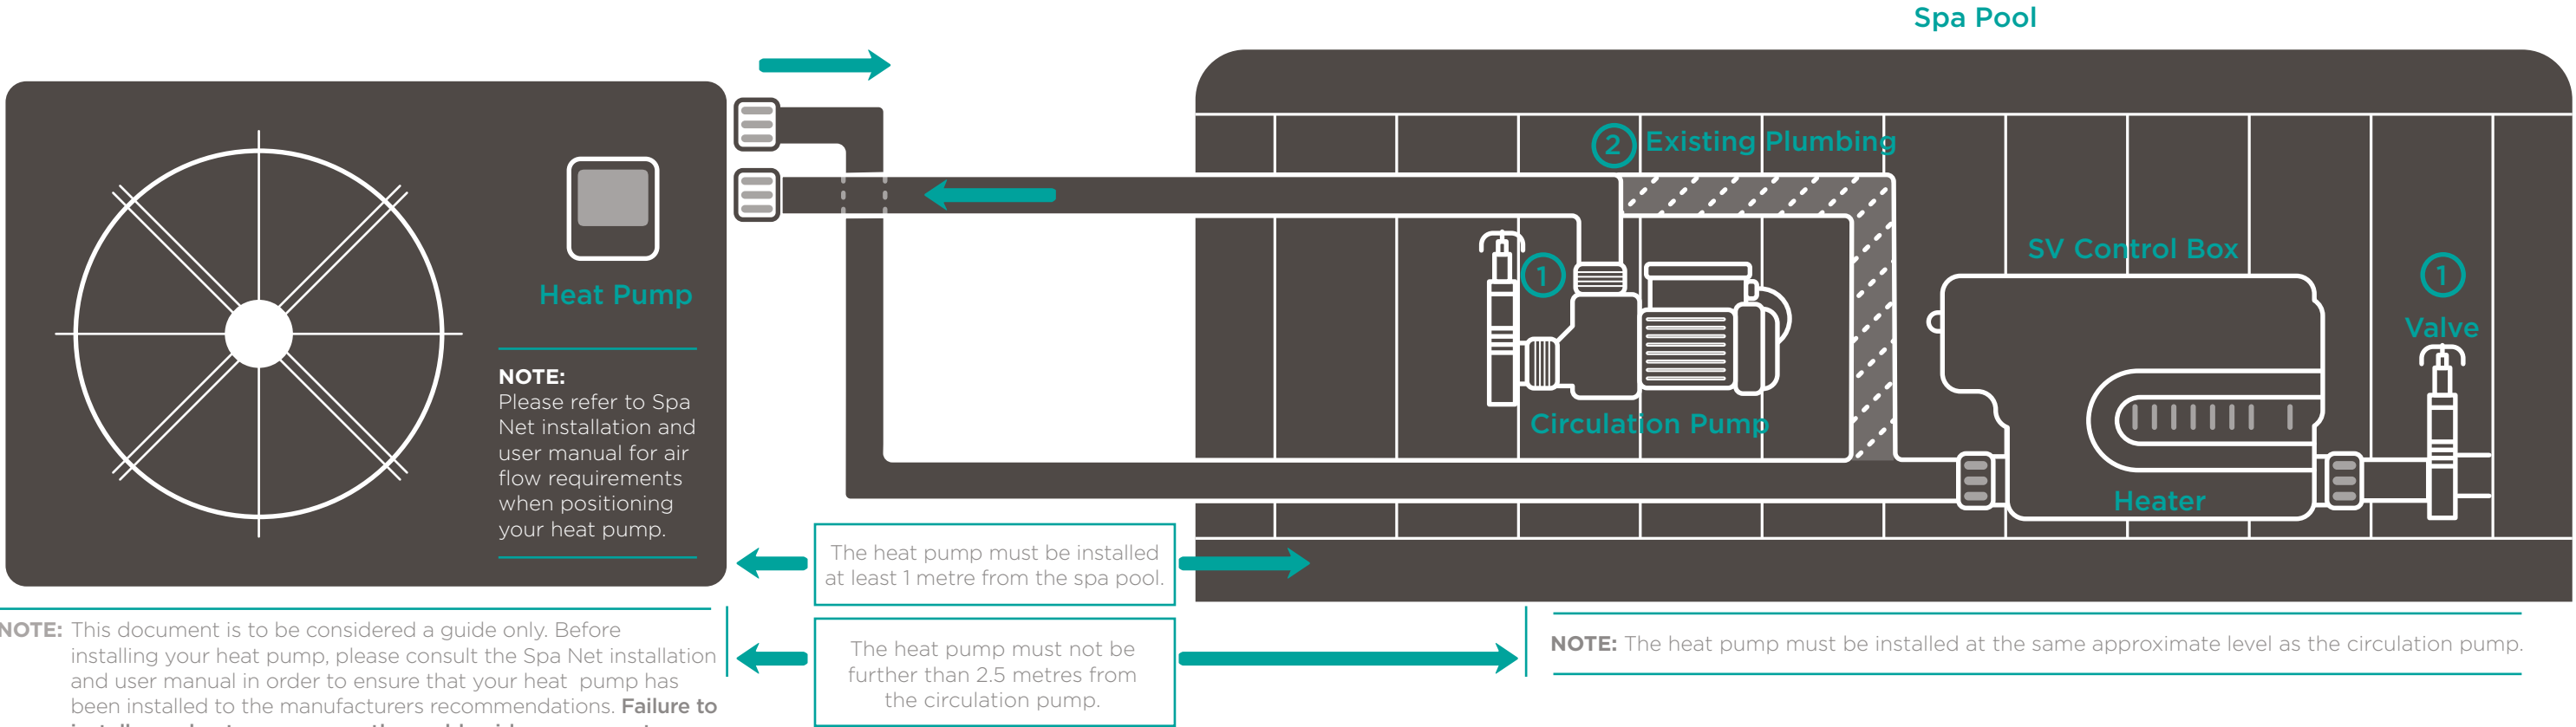 Spa Pool
2 Existing Plumbing
SV Control Box
1
1
Heat Pump
Valve
NOTE:
Please refer to Spa
Net installation and
user manual for air
flow requirements
when positioning
your heat pump.
Circulation Pump
Heater
The heat pump must be installed
at least 1 metre from the spa pool.
NOTE: This document is to be considered a guide only. Before
installing your heat pump, please consult the Spa Net installation
and user manual in order to ensure that your heat pump has
been installed to the manufacturers recommendations. Failure to
The heat pump must not be
further than 2.5 metres from
the circulation pump.
NOTE: The heat pump must be installed at the same approximate level as the circulation pump.